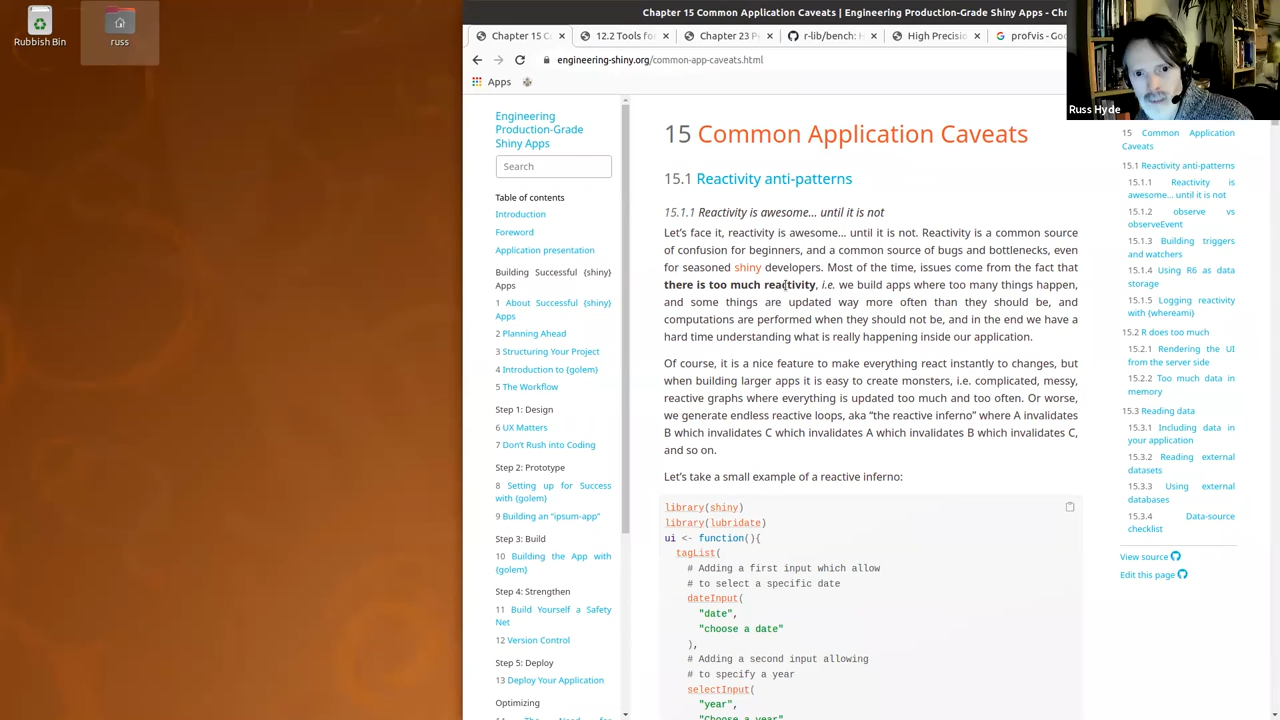 Rubbish Bin
russ
Chapter 15 Common Application Caveats | Engineering Production-Grade Shiny Apps - Chr
Chapter 15 Co
12.2 Tools for
Chapter 23 Pe
r-lib/bench: H
High Precisio
profvis - Goo
engineering-shiny.org/common-app-caveats.html
Apps
Russ Hyde
Engineering
Production-Grade
Shiny Apps
Search
Table of contents
Introduction
Foreword
Application presentation
Building Successful {shiny}
Apps
1 About Successful {shiny}
Apps
2 Planning Ahead
3 Structuring Your Project
4 Introduction to {golem}
5 The Workflow
Step 1: Design
6 UX Matters
7 Don’t Rush into Coding
Step 2: Prototype
8 Setting up for Success
with {golem}
9 Building an “ipsum-app”
Step 3: Build
10 Building the App with
{golem}
Step 4: Strengthen
11 Build Yourself a Safety
Net
12 Version Control
Step 5: Deploy
13 Deploy Your Application
Optimizing
15 Common Application Caveats
15.1 Reactivity anti-patterns
15.1.1 Reactivity is awesome… until it is not
Let’s face it, reactivity is awesome… until it is not. Reactivity is a common source
of confusion for beginners, and a common source of bugs and bottlenecks, even
for seasoned shiny developers. Most of the time, issues come from the fact that
there is too much reactivity, i.e. we build apps where too many things happen,
and some things are updated way more often than they should be, and
computations are performed when they should not be, and in the end we have a
hard time understanding what is really happening inside our application.
Of course, it is a nice feature to make everything react instantly to changes, but
when building larger apps it is easy to create monsters, i.e. complicated, messy,
reactive graphs where everything is updated too much and too often. Or worse,
we generate endless reactive loops, aka “the reactive inferno” where A invalidates
B which invalidates C which invalidates A which invalidates B which invalidates C,
and so on.
Let’s take a small example of a reactive inferno:
library(shiny)
library(lubridate)
ui <- function(){
tagList(
# Adding a first input which allow
# to select a specific date
dateInput(
"date",
"choose a date"
),
# Adding a second input allowing
# to specify a year
selectInput(
"year",
"Choose a year"
15 Common Application
Caveats
15.1 Reactivity anti-patterns
15.1.1 Reactivity is
awesome… until it is not
15.1.2 observe vs
observeEvent
15.1.3 Building triggers
and watchers
15.1.4 Using R6 as data
storage
15.1.5 Logging reactivity
with {whereami}
15.2 R does too much
15.2.1 Rendering the UI
from the server side
15.2.2 Too much data in
memory
15.3 Reading data
15.3.1 Including data in
your application
15.3.2 Reading external
datasets
15.3.3 Using external
databases
15.3.4 Data-source
checklist
View source
Edit this page